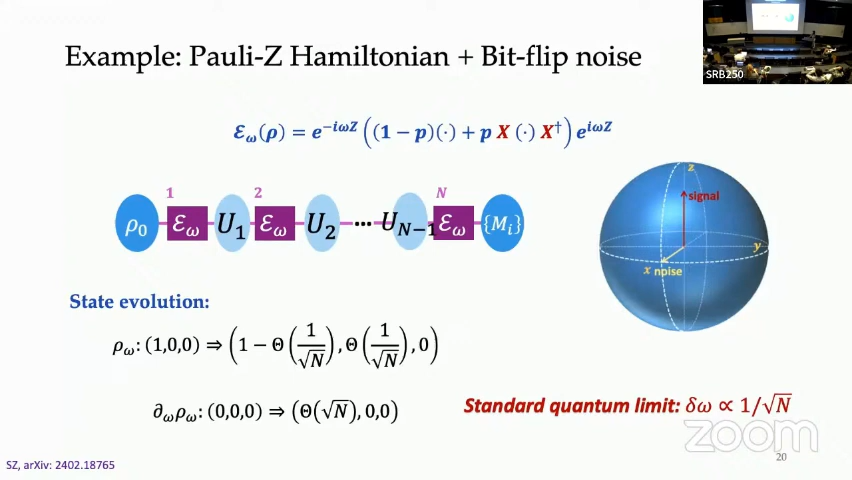 SRB250
Example: Pauli-Z Hamiltonian + Bit-flip noise
ℰ_ω(ρ) = e^{-iωZ} ((1 − p)(·) + p X (·) X^†) e^{iωZ}
1 2 N
ρ_0 ℰ_ω U_1 ℰ_ω U_2 ⋯ U_{N−1} ℰ_ω {M_i}
z
signal
y
x noise
State evolution:
ρ_ω: (1,0,0) ⇒ (1 − Θ(1/√N), Θ(1/√N), 0)
∂_ωρ_ω: (0,0,0) ⇒ (Θ(√N), 0,0)
Standard quantum limit: δω ∝ 1/√N
zoom
20
SZ, arXiv: 2402.18765